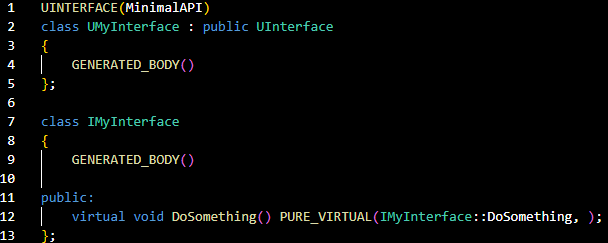 1 UINTERFACE(MinimalAPI)
2 class UMyInterface : public UInterface
3 {
4     GENERATED_BODY()
5 };
6
7 class IMyInterface
8 {
9     GENERATED_BODY()
10
11 public:
12     virtual void DoSomething() PURE_VIRTUAL(IMyInterface::DoSomething, );
13 };